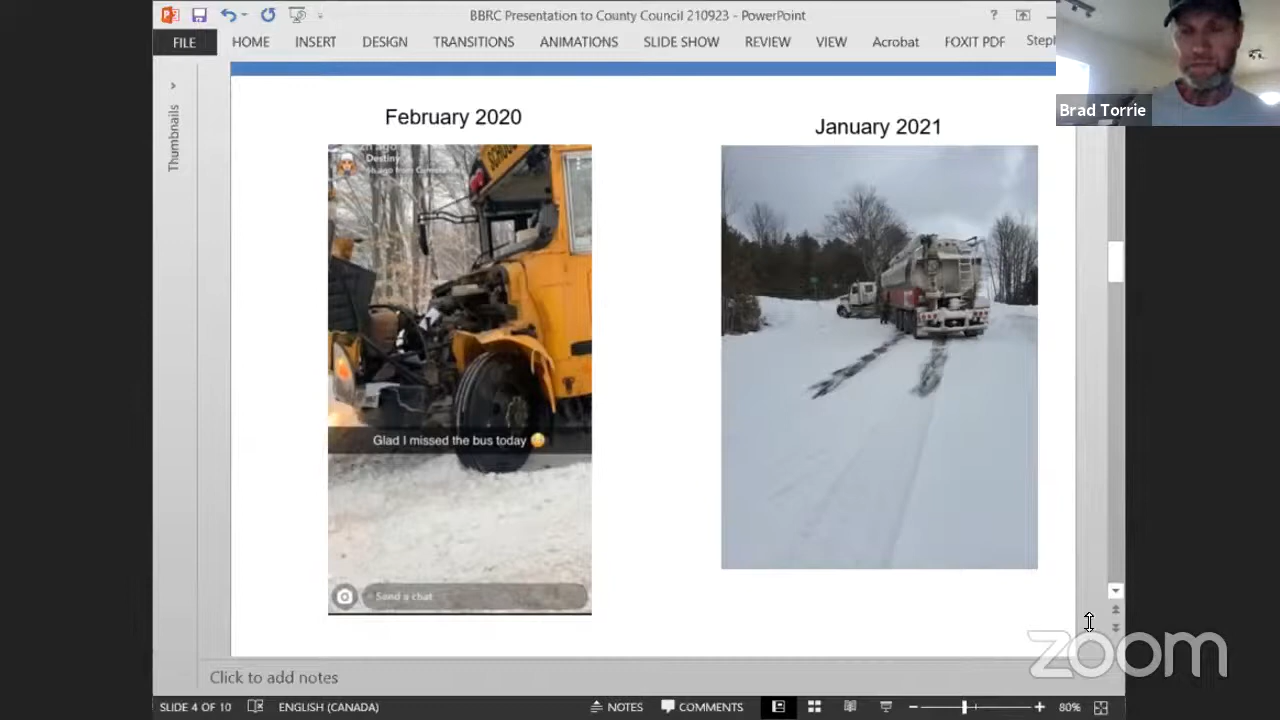 BBRC Presentation to County Council 210923 - PowerPoint
?
FILE
HOME
INSERT
DESIGN
TRANSITIONS
ANIMATIONS
SLIDE SHOW
REVIEW
VIEW
Acrobat
FOXIT PDF
Brad Torrie
Thumbnails
February 2020
January 2021
Destiny
SCHOOL
Glad I missed the bus today 😳
Send a chat
zoom
Click to add notes
SLIDE 4 OF 10
ENGLISH (CANADA)
NOTES
COMMENTS
80%